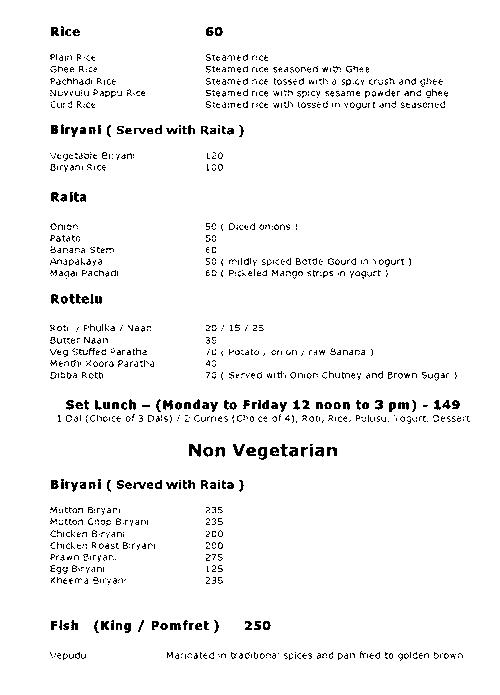 Rice 60
Plain Rice Steamed rice
Ghee Rice Steamed rice seasoned with Ghee
Pachhadi Rice Steamed rice tossed with a spicy crush and ghee
Nuvvulu Pappu Rice Steamed rice with spicy sesame powder and ghee
Curd Rice Steamed rice with tossed in yogurt and seasoned
Biryani ( Served with Raita )
Vegetable Biryani 120
Biryani Rice 100
Raita
Onion 50 ( Diced onions )
Potato 50
Banana Stem 60
Anapakaya 50 ( mildly spiced Bottle Gourd in Yogurt )
Magai Pachadi 60 ( Pickeled Mango strips in yogurt )
Rottelu
Roti / Phulka / Naan 20 / 15 / 25
Butter Naan 35
Veg Stuffed Paratha 70 ( Potato / onion / raw Banana )
Menthi Koora Paratha 40
Dibba Rotti 70 ( Served with Onion Chutney and Brown Sugar )
Set Lunch – (Monday to Friday 12 noon to 3 pm) - 149
1 Dal (Choice of 3 Dals) / 2 Curries (Choice of 4), Roti, Rice, Pulusu, Yogurt, Dessert
Non Vegetarian
Biryani ( Served with Raita )
Mutton Biryani 235
Mutton Chop Biryani 235
Chicken Biryani 200
Chicken Roast Biryani 200
Prawn Biryani 275
Egg Biryani 125
Kheema Biryani 235
Fish (King / Pomfret ) 250
Vepudu Marinated in traditional spices and pan fried to golden brown